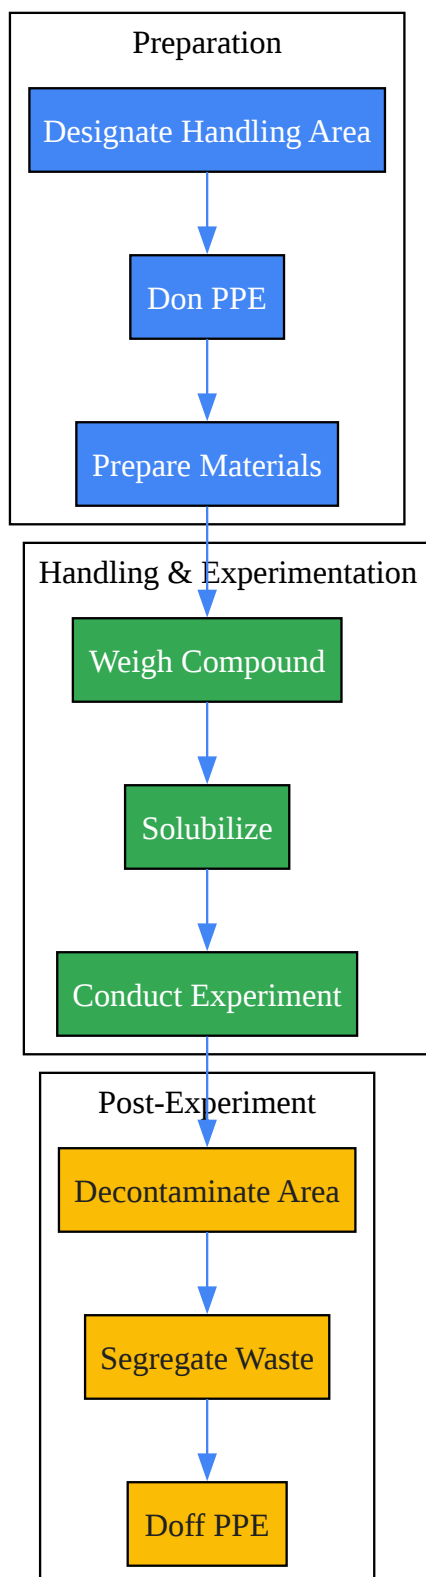 Preparation
Designate Handling Area
Don PPE
Prepare Materials
Handling & Experimentation
Weigh Compound
Solubilize
Conduct Experiment
Post-Experiment
Decontaminate Area
Segregate Waste
Doff PPE